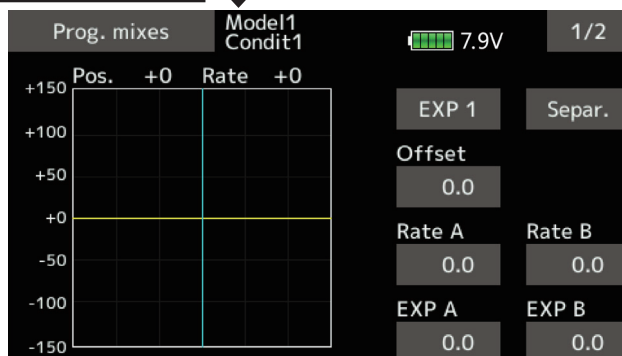 Prog. mixes Model1 7.9V 1/2
Condit1
Pos. +0 Rate +0
+150
EXP 1 Separ.
+100
Offset
+50
0.0
+0
Rate A Rate B
-50 0.0 0.0
-100 EXP A EXP B
-150 0.0 0.0